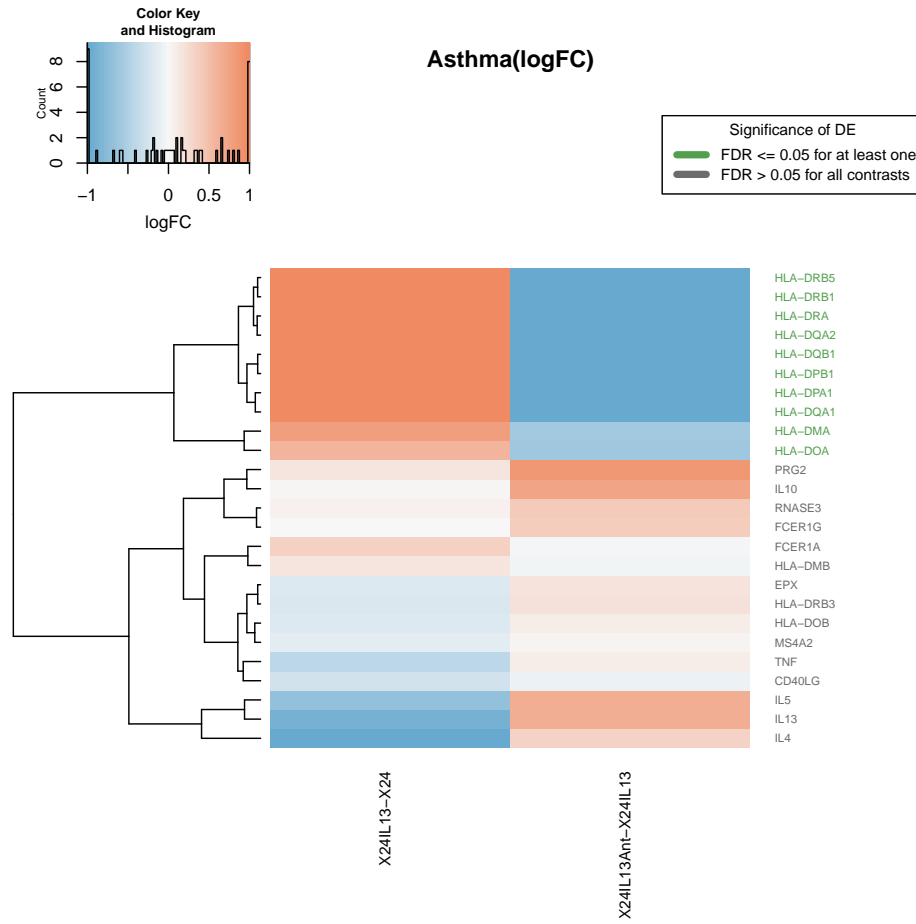 Color Key
and Histogram
Count
0
2
4
6
8
−1
0
0.5
1
logFC
Asthma(logFC)
Significance of DE
FDR <= 0.05 for at least one
FDR > 0.05 for all contrasts
HLA−DRB5
HLA−DRB1
HLA−DRA
HLA−DQA2
HLA−DQB1
HLA−DPB1
HLA−DPA1
HLA−DQA1
HLA−DMA
HLA−DOA
PRG2
IL10
RNASE3
FCER1G
FCER1A
HLA−DMB
EPX
HLA−DRB3
HLA−DOB
MS4A2
TNF
CD40LG
IL5
IL13
IL4
X24IL13−X24
X24IL13Ant−X24IL13